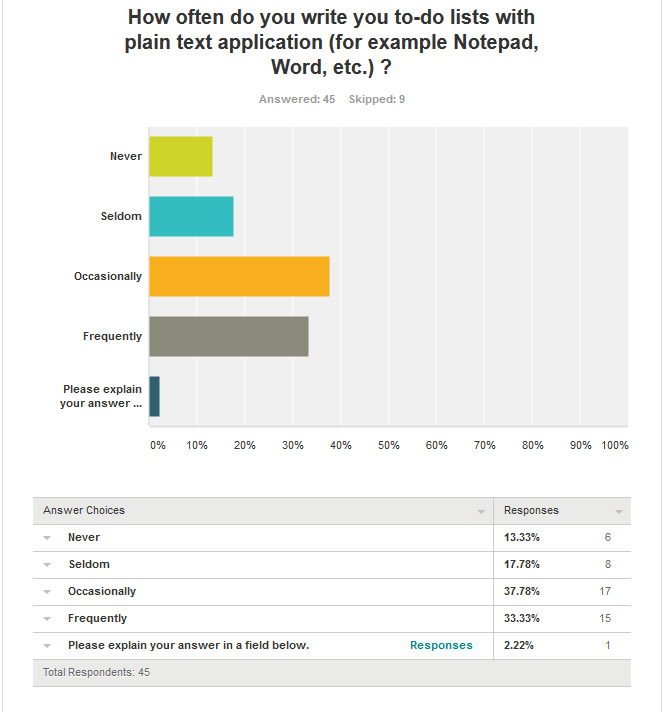 How often do you write you to-do lists with
plain text application (for example Notepad,
Word, etc.) ?
Answered: 45 Skipped: 9
Never
Seldom
Occasionally
Frequently
Please explain
your answer ...
0% 10% 20% 30% 40% 50% 60% 70% 80% 90% 100%
Answer Choices Responses
Never 13.33% 6
Seldom 17.78% 8
Occasionally 37.78% 17
Frequently 33.33% 15
Please explain your answer in a field below. Responses 2.22% 1
Total Respondents: 45